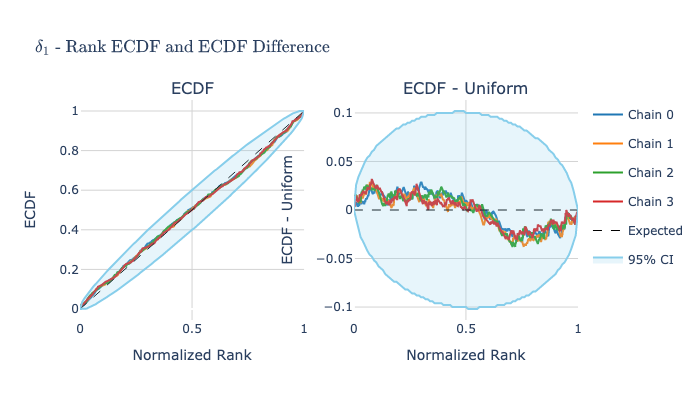 δ₁ - Rank ECDF and ECDF Difference
ECDF
ECDF
1
0.8
0.6
0.4
0.2
0
0
0.5
1
Normalized Rank
ECDF - Uniform
ECDF - Uniform
0.1
0.05
0
−0.05
−0.1
0
0.5
1
Normalized Rank
Chain 0
Chain 1
Chain 2
Chain 3
Expected
95% CI